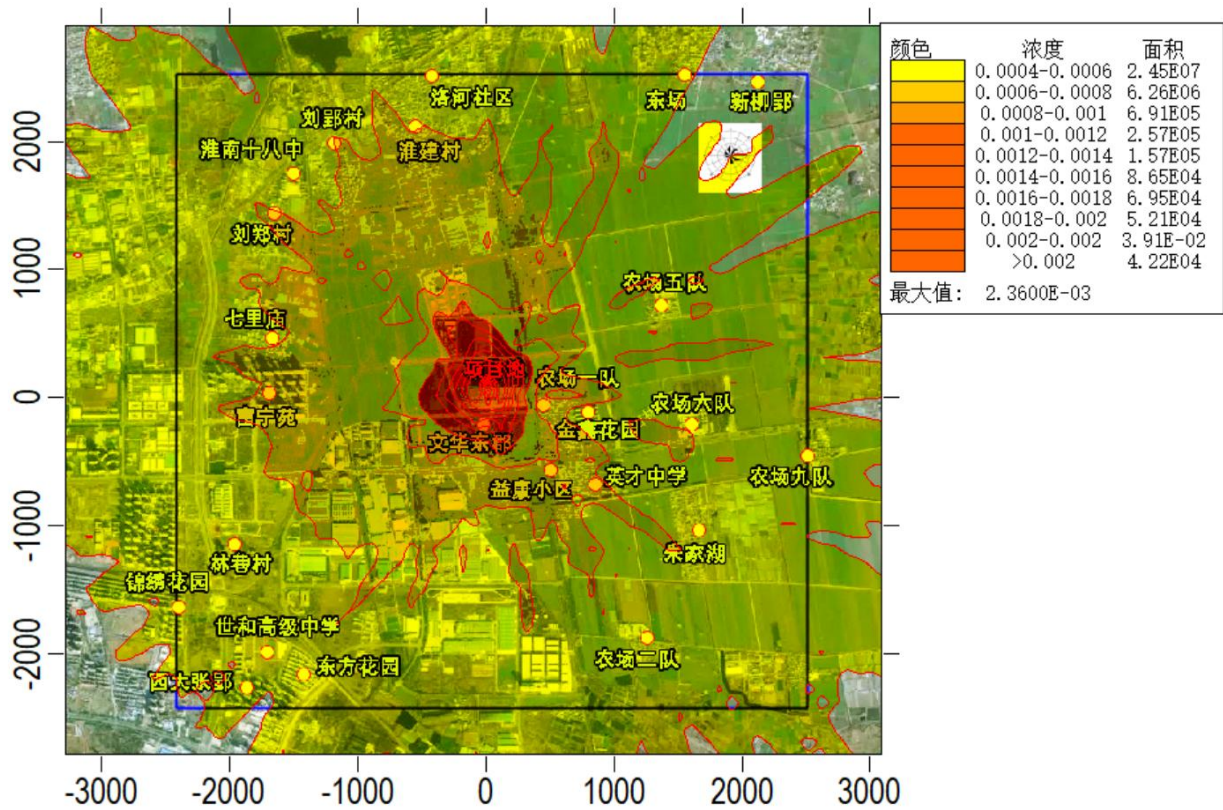 颜色 浓度 面积
0.0004-0.0006 2.45E07
0.0006-0.0008 6.26E06
0.0008-0.001 6.91E05
0.001-0.0012 2.57E05
0.0012-0.0014 1.57E05
0.0014-0.0016 8.65E04
0.0016-0.0018 6.95E04
0.0018-0.002 5.21E04
0.002-0.002 3.91E-02
>0.002 4.22E04
最大值: 2.3600E-03
洛河社区
东场
新柳郢
刘郢村
淮南十八中
淮建村
刘郑村
农场五队
七里庙
农场一队
农场六队
金鑫花园
文华东郡
益康小区
英才中学
农场九队
朱家湖
林巷村
锦绣花园
世和高级中学
东方花园
农场二队
西大张郢
2000
1000
0
-1000
-2000
-3000 -2000 -1000 0 1000 2000 3000